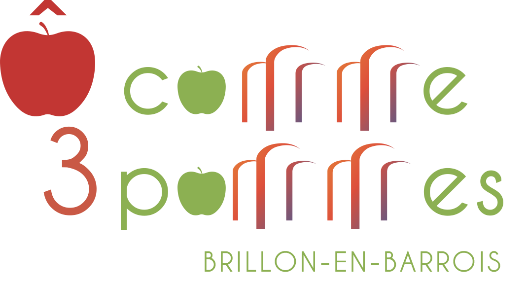 Ô comme
3 pommes
BRILLON-EN-BARROIS